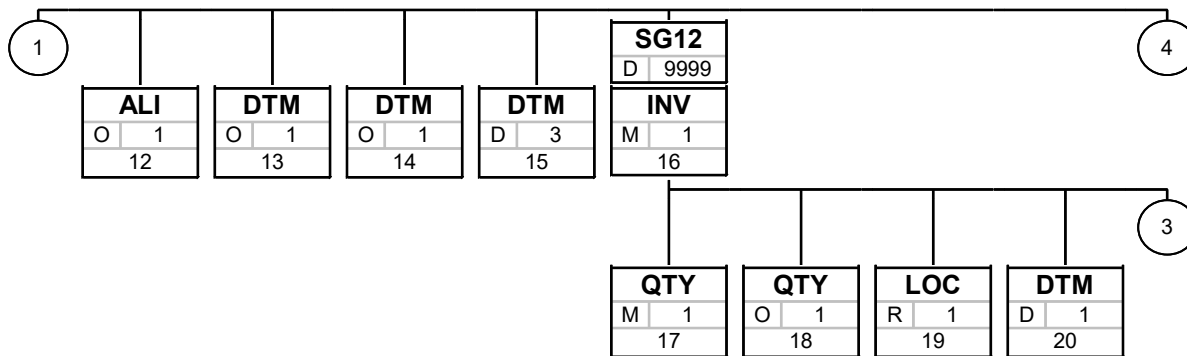 1
SG12
4
D 9999
ALI DTM DTM DTM INV
O 1 O 1 O 1 D 3 M 1
12 13 14 15 16
3
QTY QTY LOC DTM
M 1 O 1 R 1 D 1
17 18 19 20